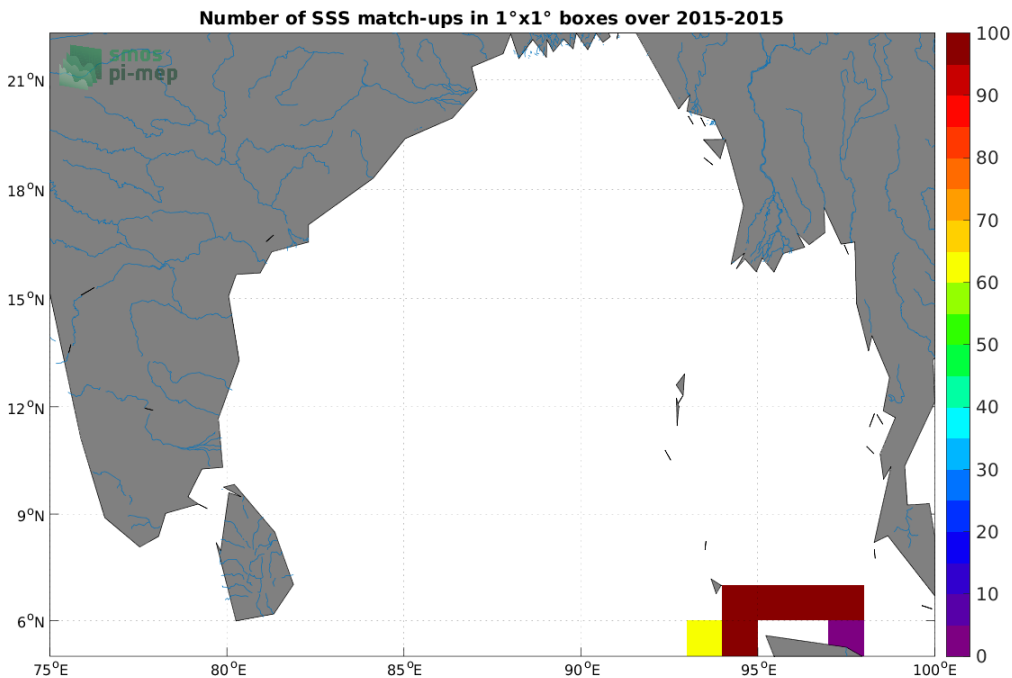 Number of SSS match-ups in 1°x1° boxes over 2015-2015
smos
pi-mep
21°N
18°N
15°N
12°N
9°N
6°N
75°E 80°E 85°E 90°E 95°E 100°E
100
90
80
70
60
50
40
30
20
10
0